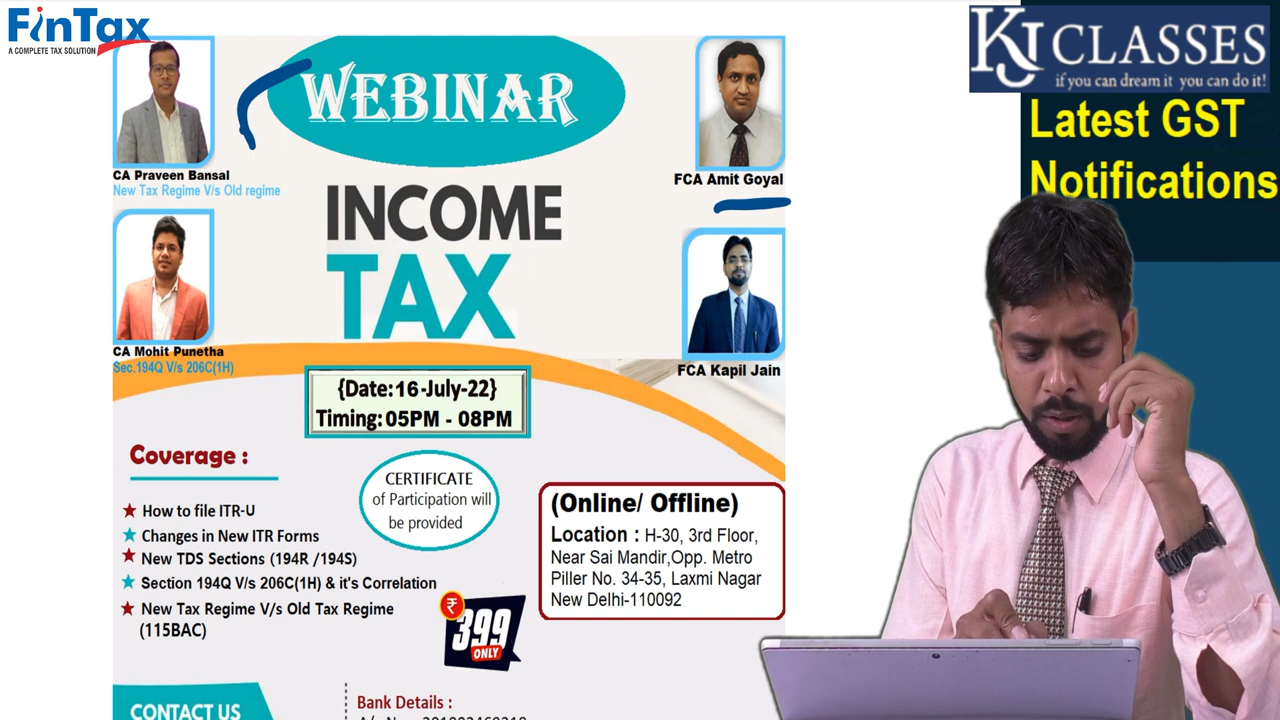 FinTax
A COMPLETE TAX SOLUTION
KJ CLASSES
if you can dream it you can do it!
Latest GST
Notifications
WEBINAR
INCOME
TAX
CA Praveen Bansal
New Tax Regime V/s Old regime
FCA Amit Goyal
CA Mohit Punetha
Sec.194Q V/s 206C(1H)
FCA Kapil Jain
{Date:16-July-22}
Timing:05PM - 08PM
Coverage :
How to file ITR-U
Changes in New ITR Forms
New TDS Sections (194R /194S)
Section 194Q V/s 206C(1H) & it's Correlation
New Tax Regime V/s Old Tax Regime
(115BAC)
CERTIFICATE
of Participation will
be provided
(Online/ Offline)
Location : H-30, 3rd Floor,
Near Sai Mandir,Opp. Metro
Piller No. 34-35, Laxmi Nagar
New Delhi-110092
₹
399
ONLY
CONTACT US
Bank Details :